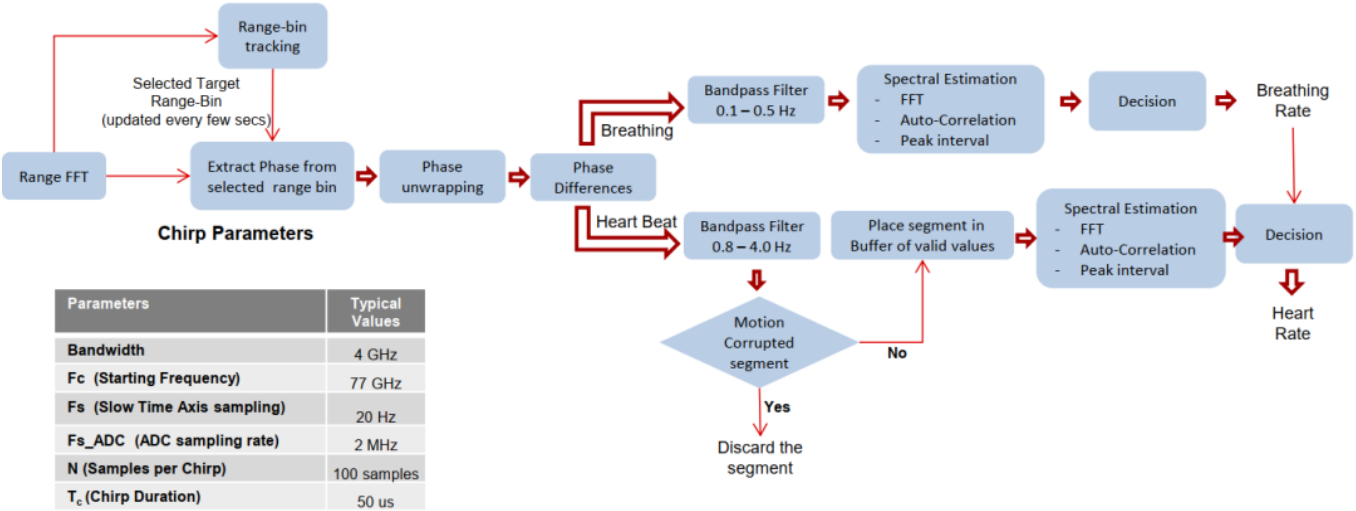 Range-bin
tracking
Selected Target
Range-Bin
(updated every few secs)
Range FFT
Extract Phase from
selected range bin
Phase
unwrapping
Phase
Differences
Breathing
Bandpass Filter
0.1 – 0.5 Hz
Spectral Estimation
- FFT
- Auto-Correlation
- Peak interval
Decision
Breathing
Rate
Heart Beat
Bandpass Filter
0.8 – 4.0 Hz
Motion
Corrupted
segment
No
Yes
Discard the
segment
Place segment in
Buffer of valid values
Spectral Estimation
- FFT
- Auto-Correlation
- Peak interval
Decision
Heart
Rate
Chirp Parameters
Parameters Typical
Values
Bandwidth 4 GHz
Fc (Starting Frequency) 77 GHz
Fs (Slow Time Axis sampling) 20 Hz
Fs_ADC (ADC sampling rate) 2 MHz
N (Samples per Chirp) 100 samples
Tc (Chirp Duration) 50 us